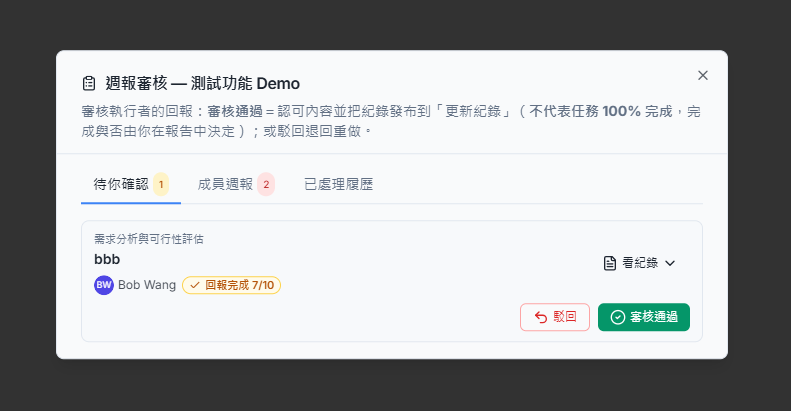 週報審核 — 測試功能 Demo
審核執行者的回報：審核通過 = 認可內容並把紀錄發布到「更新紀錄」（不代表任務 100% 完成，完
成與否由你在報告中決定）；或駁回退回重做。
待你確認 1 成員週報 2 已處理履歷
需求分析與可行性評估
bbb
看紀錄
BW Bob Wang 回報完成 7/10
駁回 審核通過